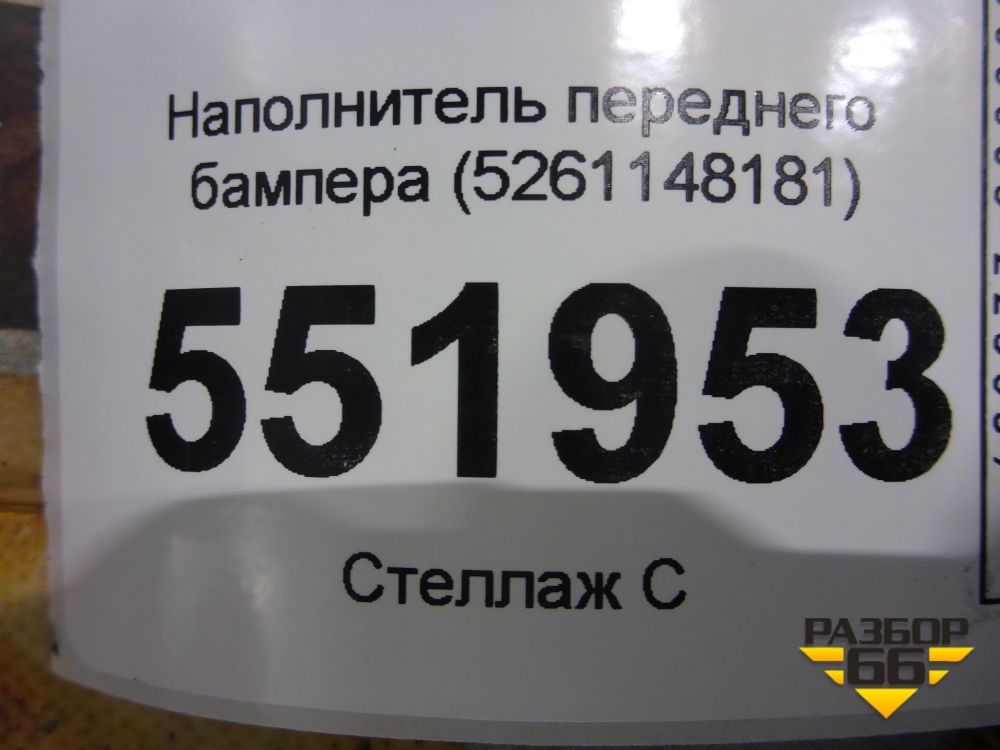 Наполнитель переднего
бампера (5261148181)
551953
Стеллаж С
РАЗБОР
66